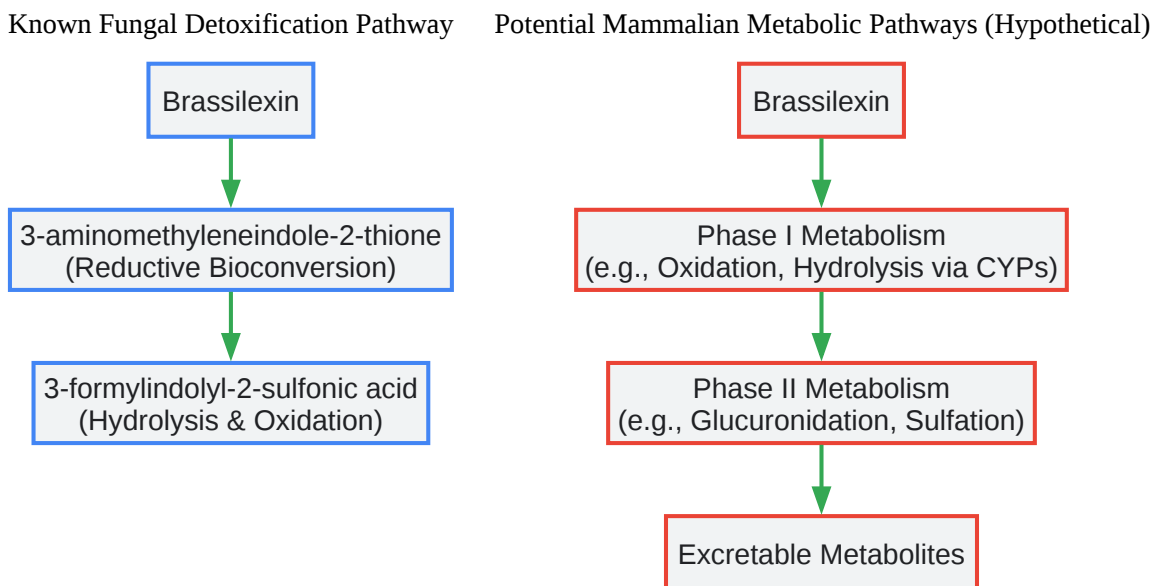 Known Fungal Detoxification Pathway
Brassilexin
3-aminomethyleneindole-2-thione
(Reductive Bioconversion)
3-formylindolyl-2-sulfonic acid
(Hydrolysis & Oxidation)
Potential Mammalian Metabolic Pathways (Hypothetical)
Brassilexin
Phase I Metabolism
(e.g., Oxidation, Hydrolysis via CYPs)
Phase II Metabolism
(e.g., Glucuronidation, Sulfation)
Excretable Metabolites